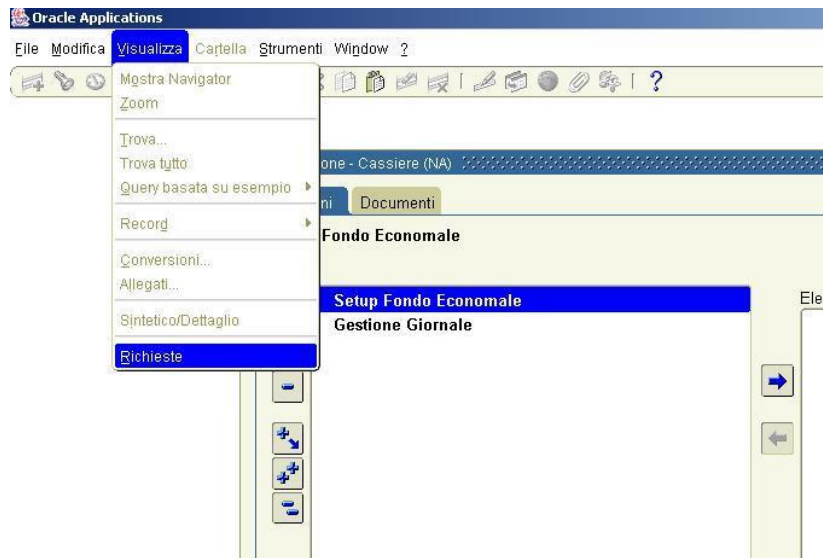 Oracle Applications
File Modifica Visualizza Cartella Strumenti Window ?
Mostra Navigator
Zoom
Trova...
Trova tutto
Query basata su esempio
Record
Conversioni...
Allegati...
Sintetico/Dettaglio
Richieste
?
one - Cassiere (NA)
ni Documenti
Fondo Economale
Setup Fondo Economale
Gestione Giornale
Ele